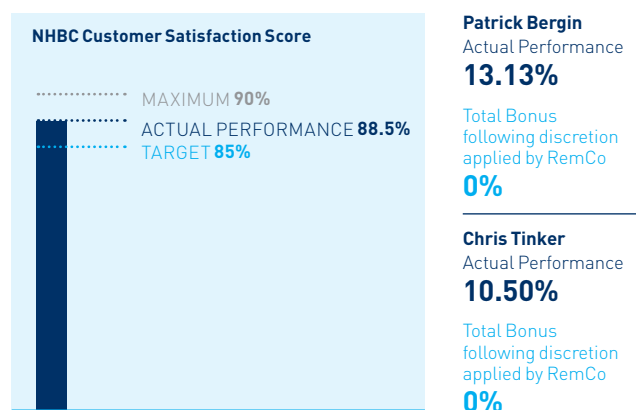 NHBC Customer Satisfaction Score
MAXIMUM 90%
ACTUAL PERFORMANCE 88.5%
TARGET 85%
Patrick Bergin
Actual Performance
13.13%
Total Bonus
following discretion
applied by RemCo
0%
Chris Tinker
Actual Performance
10.50%
Total Bonus
following discretion
applied by RemCo
0%